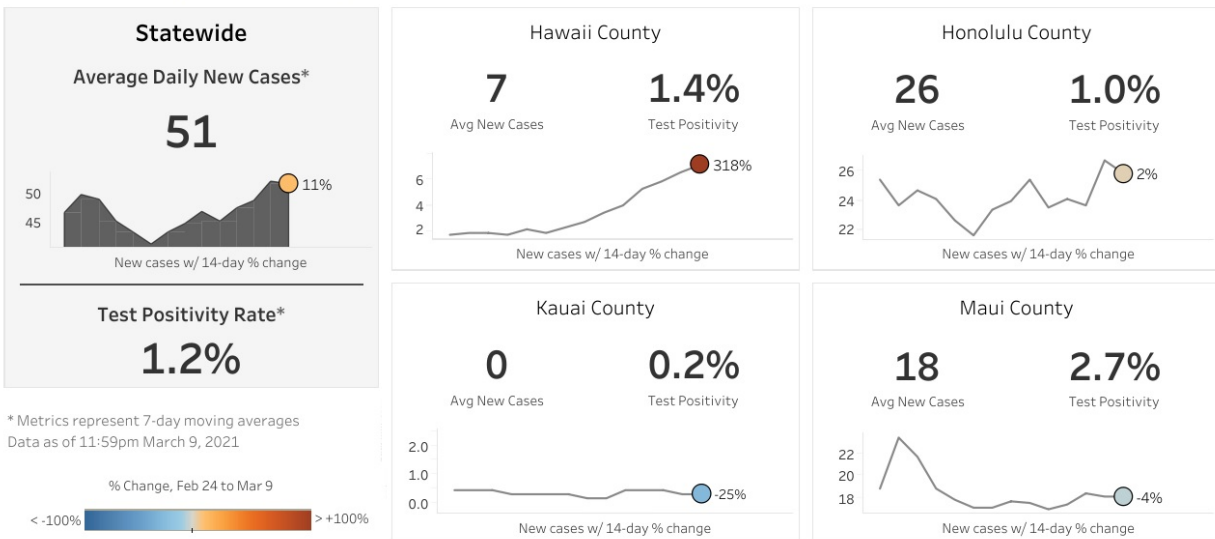 Statewide
Average Daily New Cases*
51
50
45
11%
New cases w/ 14-day % change
Test Positivity Rate*
1.2%
* Metrics represent 7-day moving averages
Data as of 11:59pm March 9, 2021
% Change, Feb 24 to Mar 9
< -100% > +100%
Hawaii County
7 1.4%
Avg New Cases Test Positivity
318%
6
4
2
New cases w/ 14-day % change
Honolulu County
26 1.0%
Avg New Cases Test Positivity
26
2%
24
22
New cases w/ 14-day % change
Kauai County
0 0.2%
Avg New Cases Test Positivity
2.0
1.0
-25%
0.0
New cases w/ 14-day % change
Maui County
18 2.7%
Avg New Cases Test Positivity
22
20
18
-4%
New cases w/ 14-day % change